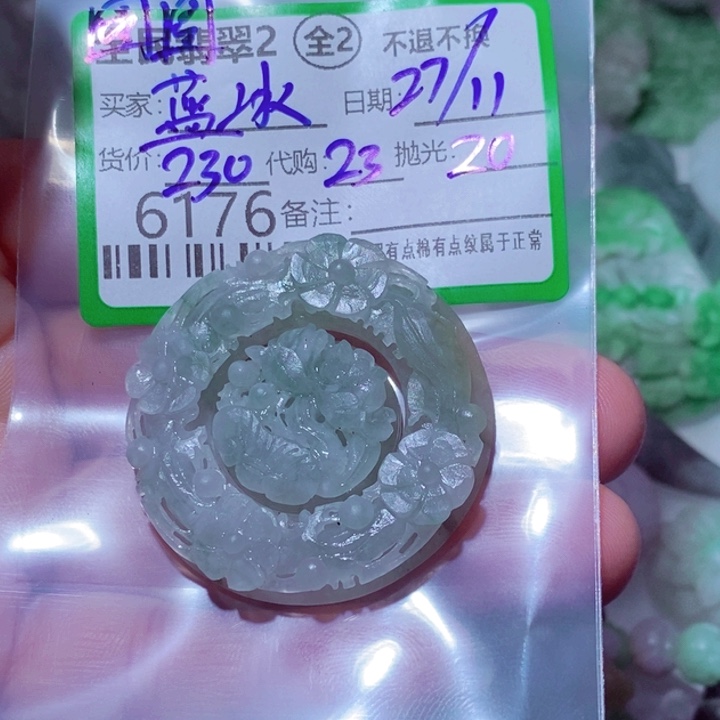 翡翠2 全2 不退不换
买家: 蓝冰 日期: 27/11
货价: 230 代购: 23 抛光: 20
6176 备注:
有点棉有点纹属于正常